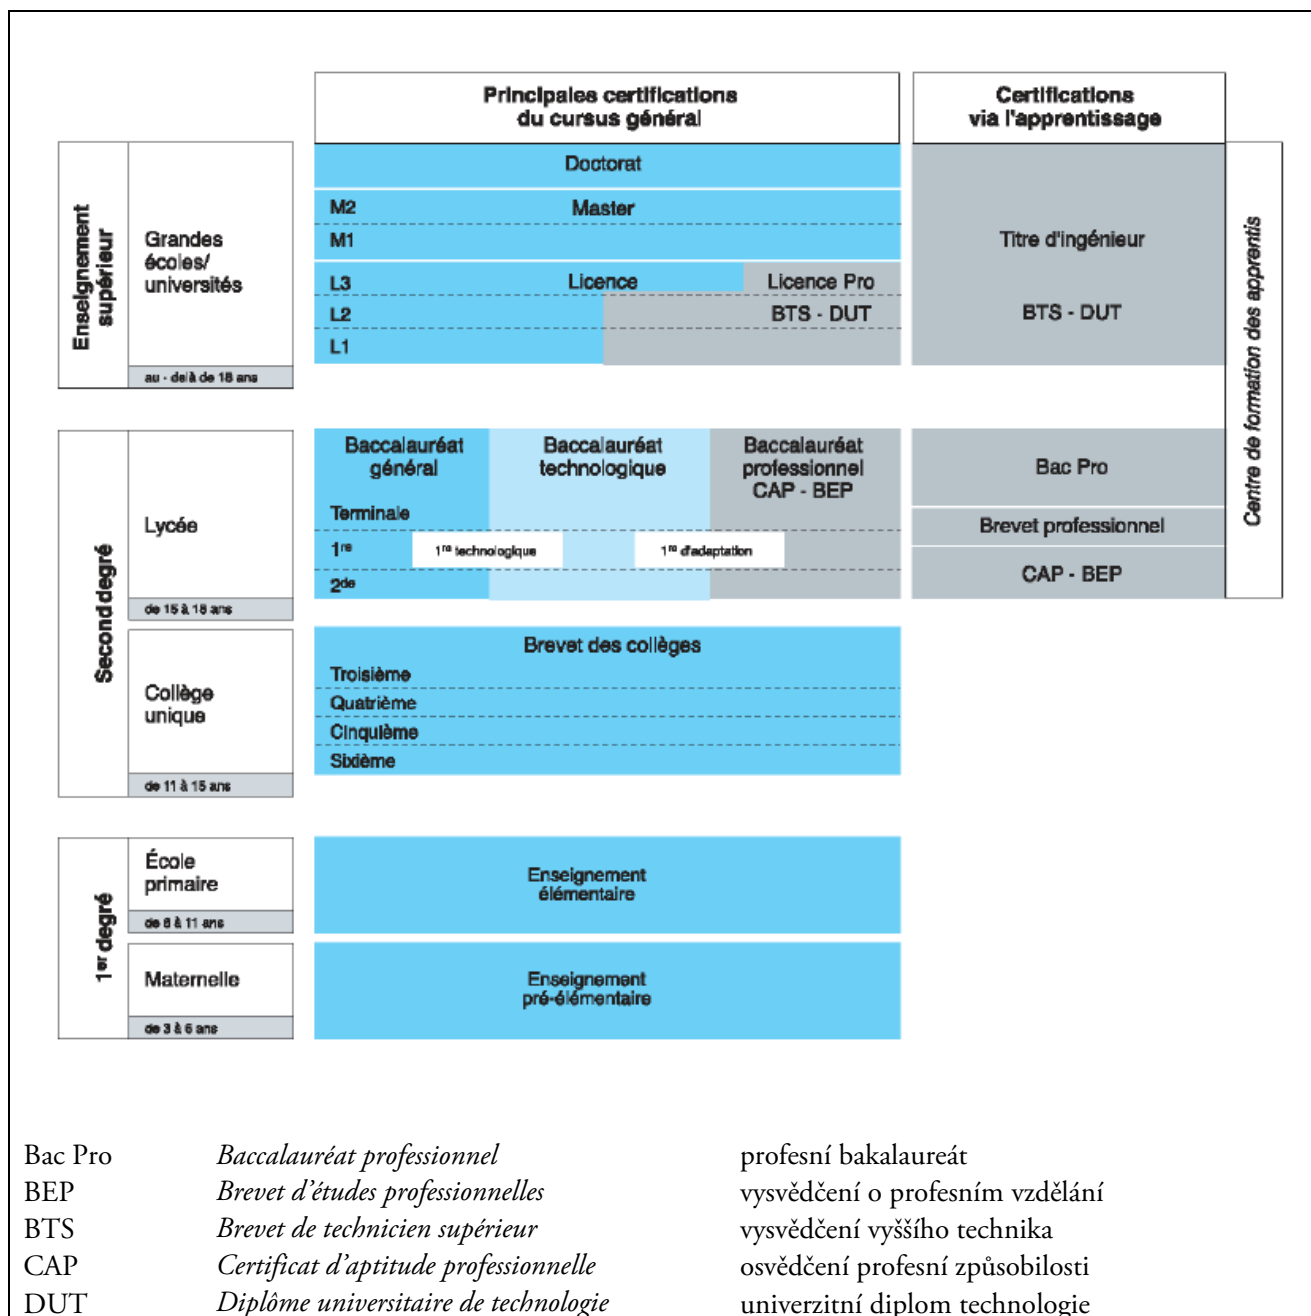 Principales certifications
du cursus général
Certifications
via l'apprentissage
Enseignement
supérieur
Grandes
écoles/
universités
au - delà de 18 ans
Doctorat
M2 Master
M1
L3 Licence Licence Pro
L2 BTS - DUT
L1
Titre d'ingénieur
BTS - DUT
Centre de formation des apprentis
Second degré
Lycée
de 15 à 18 ans
Baccalauréat
général
Baccalauréat
technologique
Baccalauréat
professionnel
CAP - BEP
Terminale
1re
1re technologique
1re d'adaptation
2de
Bac Pro
Brevet professionnel
CAP - BEP
Collège
unique
de 11 à 15 ans
Brevet des collèges
Troisième
Quatrième
Cinquième
Sixième
1er degré
École
primaire
de 6 à 11 ans
Enseignement
élémentaire
Maternelle
de 3 à 6 ans
Enseignement
pré-élémentaire
Bac Pro Baccalauréat professionnel profesní bakalaureát
BEP Brevet d'études professionnelles vysvědčení o profesním vzdělání
BTS Brevet de technicien supérieur vysvědčení vyššího technika
CAP Certificat d'aptitude professionnelle osvědčení profesní způsobilosti
DUT Diplôme universitaire de technologie univerzitní diplom technologie